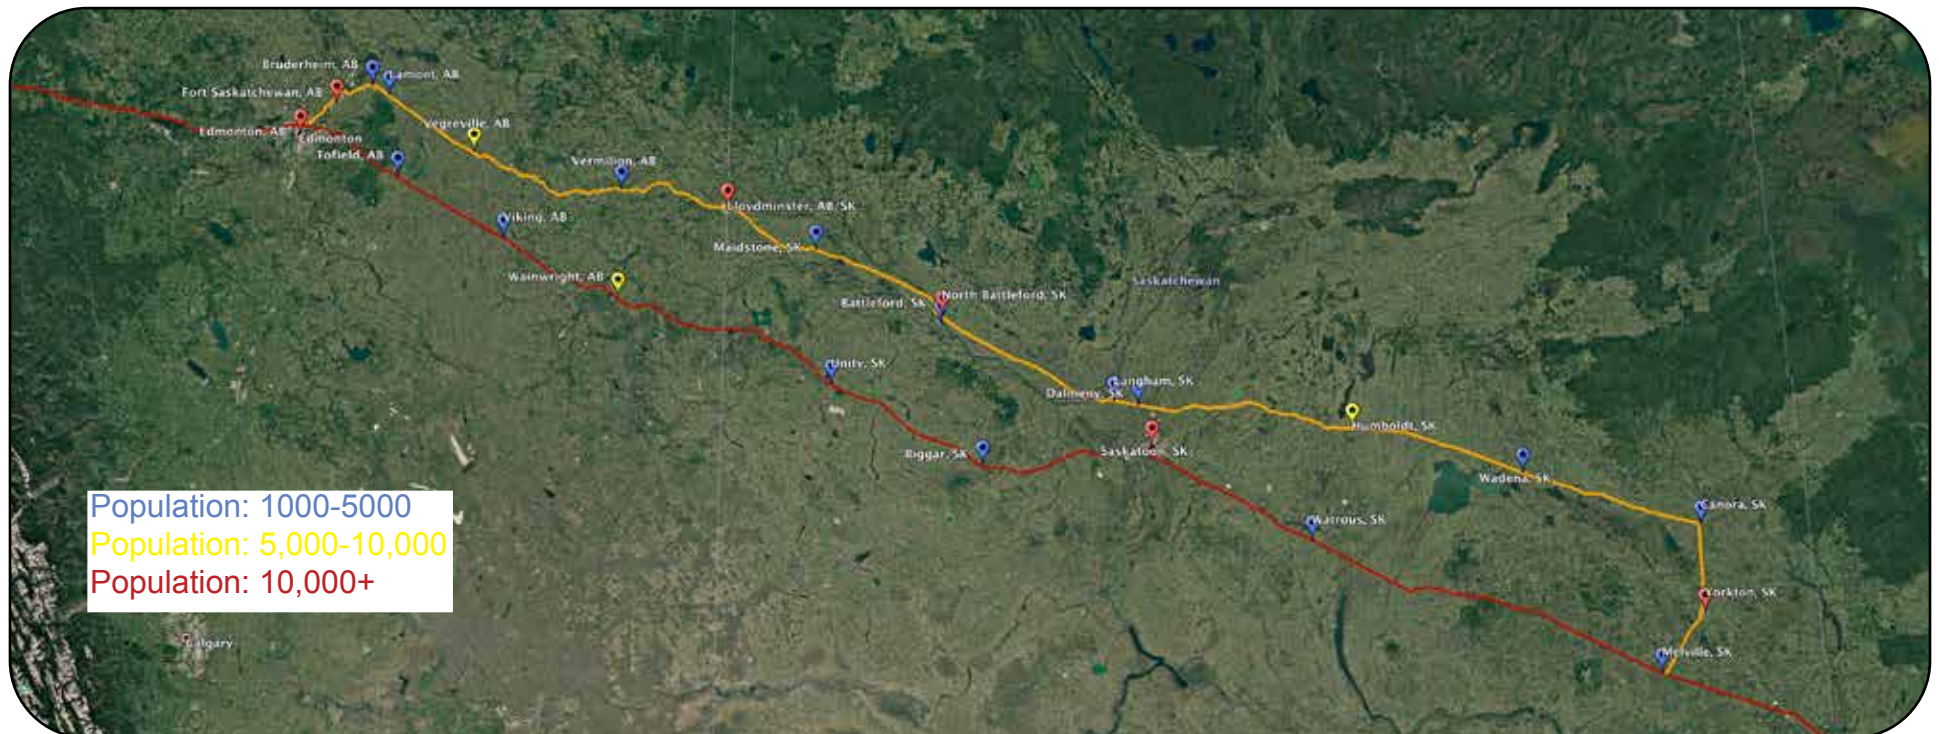 Bruderheim, AB
Lamont, AB
Fort Saskatchewan, AB
Edmonton, AB
Edmonton
Tofield, AB
Vegreville, AB
Vermilion, AB
Viking, AB
Lloydminster, AB/SK
Maidstone, SK
Wainwright, AB
Saskatchewan
North Battleford, SK
Battleford, SK
Unity, SK
Langham, SK
Dalmeny, SK
Humboldt, SK
Saskatoon, SK
Biggar, SK
Wadena, SK
Canora, SK
Watrous, SK
Population: 1000-5000
Population: 5,000-10,000
Population: 10,000+
Yorkton, SK
Melville, SK
Calgary